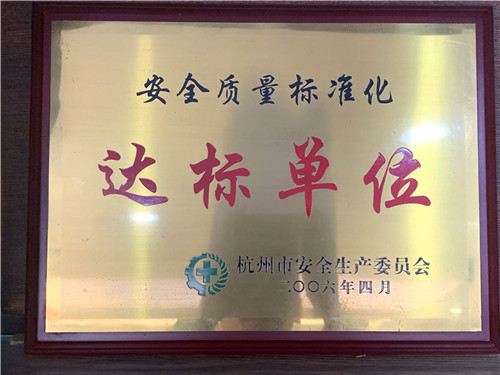 安全质量标准化
达标单位
杭州市安全生产委员会
二〇〇六年四月